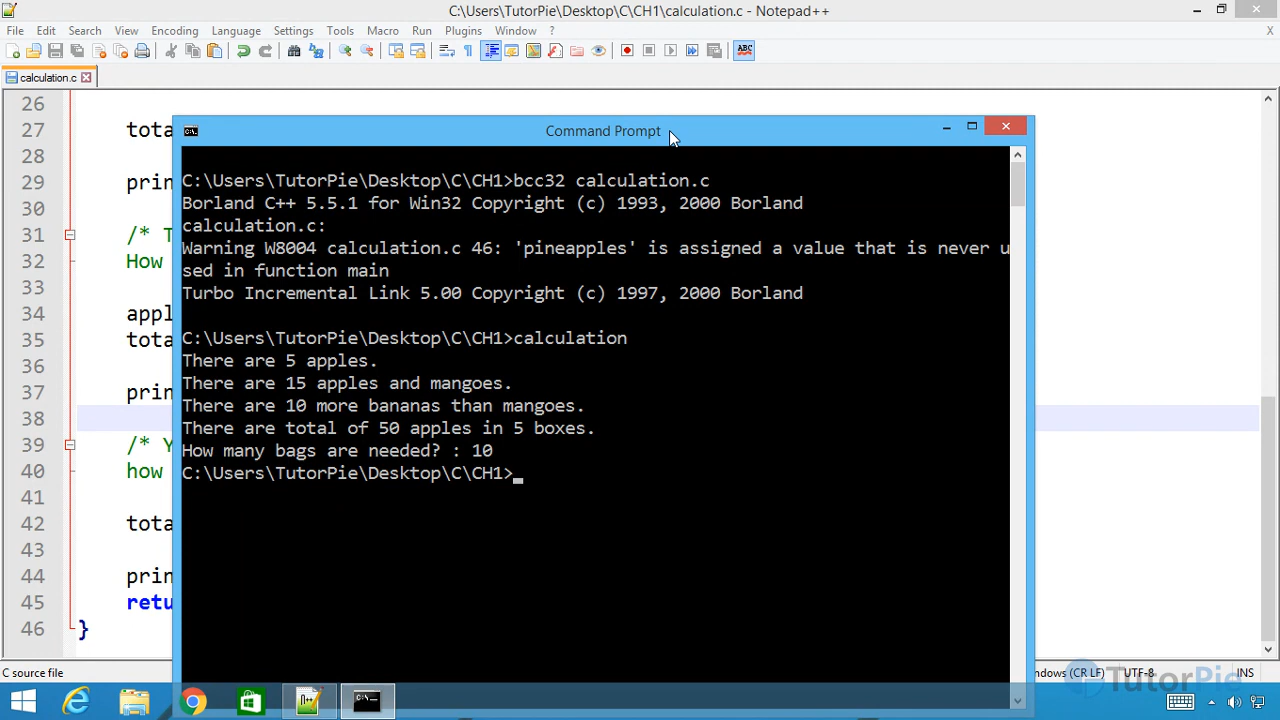 C:\Users\TutorPie\Desktop\C\CH1\calculation.c - Notepad++
File Edit Search View Encoding Language Settings Tools Macro Run Plugins Window ? X
ABC
calculation.c
26
27 tota
28
29 prin
30
31 /* T
32 How
33
34 appl
35 tota
36
37 prin
38
39 /* Y
40 how
41
42 tota
43
44 prin
45 retu
46 }
Command Prompt
C:\Users\TutorPie\Desktop\C\CH1>bcc32 calculation.c
Borland C++ 5.5.1 for Win32 Copyright (c) 1993, 2000 Borland
calculation.c:
Warning W8004 calculation.c 46: 'pineapples' is assigned a value that is never u
sed in function main
Turbo Incremental Link 5.00 Copyright (c) 1997, 2000 Borland
C:\Users\TutorPie\Desktop\C\CH1>calculation
There are 5 apples.
There are 15 apples and mangoes.
There are 10 more bananas than mangoes.
There are total of 50 apples in 5 boxes.
How many bags are needed? : 10
C:\Users\TutorPie\Desktop\C\CH1>_
C source file ndows (CR LF) UTF-8 INS
TutorPie